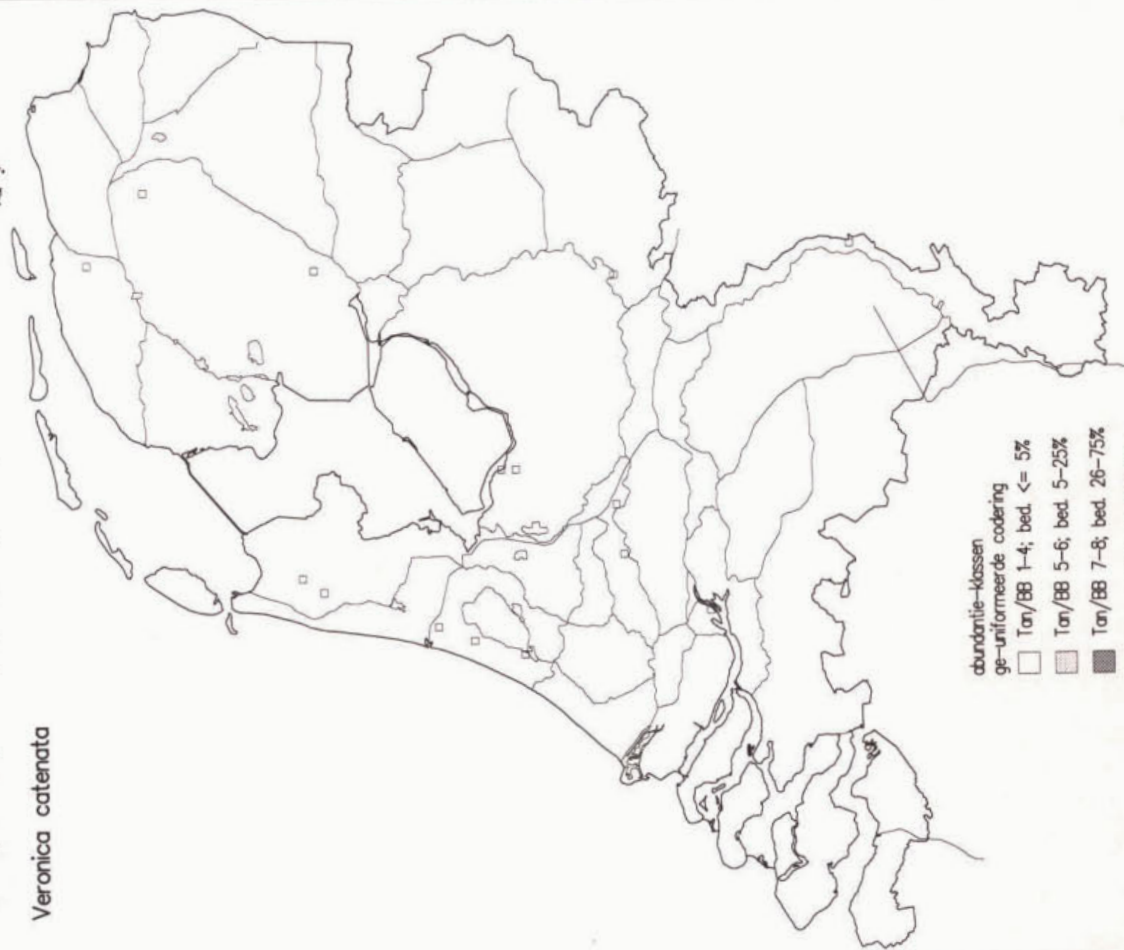 Veronica catenata
abundantie-klassen
ge-uniformeerde codering
Tan/BB 1-4; bed. <= 5%
Tan/BB 5-6; bed. 5-25%
Tan/BB 7-8; bed. 26-75%